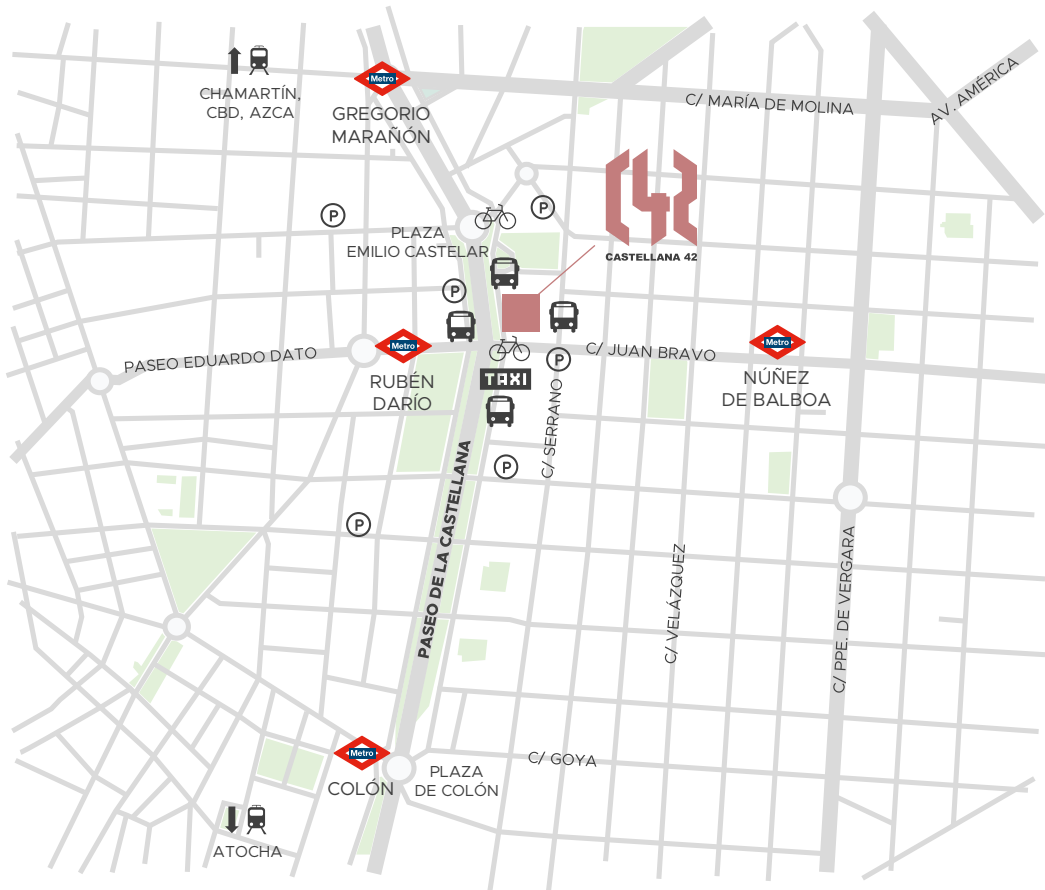 CHAMARTÍN,
CBD, AZCA
Metro
GREGORIO
MARAÑÓN
C/ MARÍA DE MOLINA
AV. AMÉRICA
P
P
PLAZA
EMILIO CASTELAR
C42
CASTELLANA 42
P
PASEO EDUARDO DATO
Metro
RUBÉN
DARÍO
TAXI
C/ JUAN BRAVO
P
Metro
NÚÑEZ
DE BALBOA
C/ SERRANO
P
P
PASEO DE LA CASTELLANA
C/ VELÁZQUEZ
C/ PPE. DE VERGARA
Metro
COLÓN
PLAZA
DE COLÓN
C/ GOYA
ATOCHA